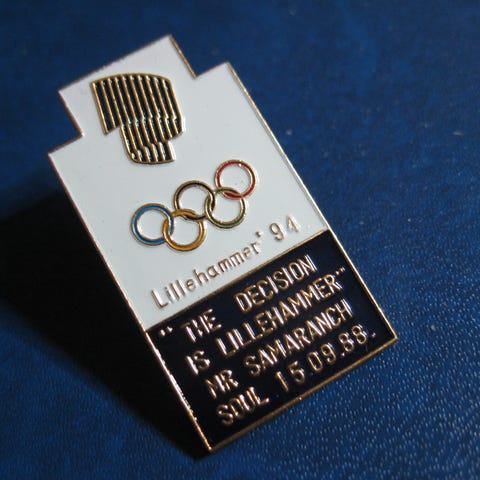 Lillehammer' 94
" THE DECISION
IS LILLEHAMMER"
MR SAMARANCH
SOUL 15.09.88.